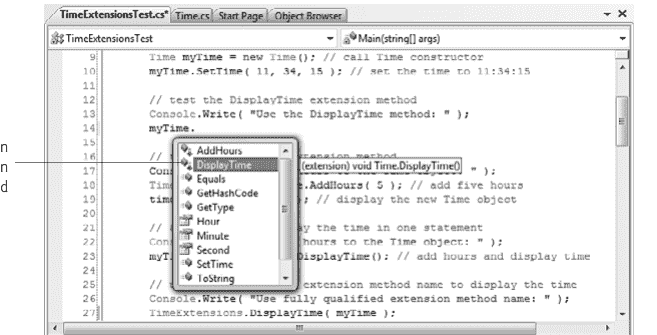 TimeExtensionsTest.cs* Time.cs Start Page Object Browser
TimeExtensionsTest Main(string[] args)
9 Time myTime = new Time(); // call Time constructor
10 myTime.SetTime( 11, 34, 15 ); // set the time to 11:34:15
11
12 // test the DisplayTime extension method
13 Console.Write( "Use the DisplayTime method: " );
14 myTime.
15
16 // extension method
17 Con " );
18 Time .AddHours( 5 ); // add five hours
19 time ; // display the new Time object
20
21 // y the time in one statement
22 Con hours to the Time object: " );
23 myT DisplayTime(); // add hours and display time
24
25 // extension method name to display the time
26 Console.Write( "Use fully qualified extension method name: " );
27 TimeExtensions.DisplayTime( myTime );
AddHours
DisplayTime
Equals
GetHashCode
GetType
Hour
Minute
Second
SetTime
ToString
(extension) void Time.DisplayTime()
n
n
d